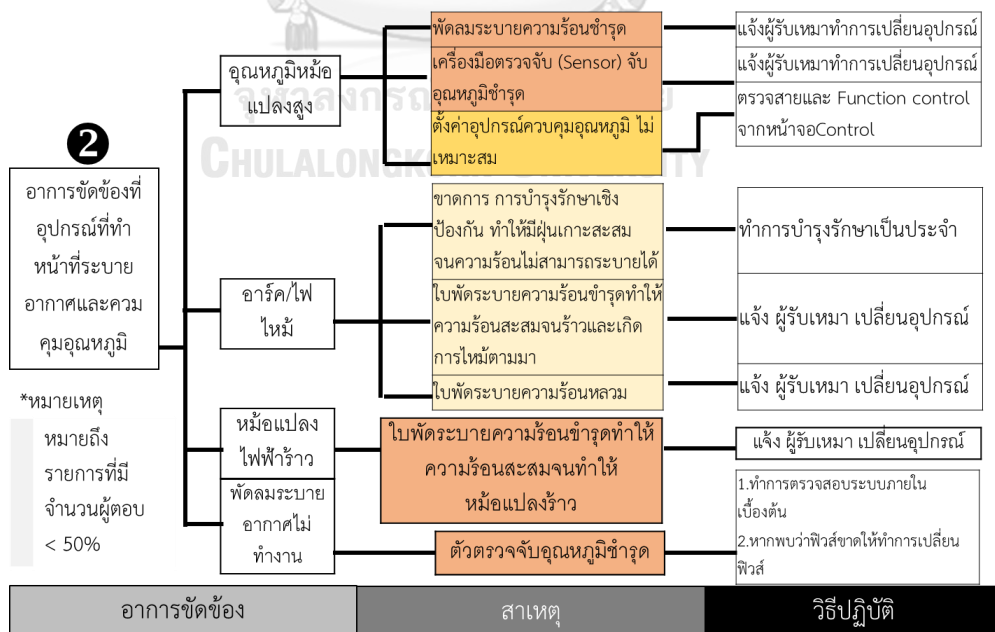 2
อาการขัดข้องที่
อุปกรณ์ที่ทำ
หน้าที่ระบาย
อากาศและควม
คุมอุณหภูมิ
*หมายเหตุ
หมายถึง
รายการที่มี
จำนวนผู้ตอบ
< 50%
อุณหภูมิหม้อ
แปลงสูง
พัดลมระบายความร้อนชำรุด
แจ้งผู้รับเหมาทำการเปลี่ยนอุปกรณ์
เครื่องมือตรวจจับ (Sensor) จับ
อุณหภูมิชำรุด
แจ้งผู้รับเหมาทำการเปลี่ยนอุปกรณ์
ตั้งค่าอุปกรณ์ควบคุมอุณหภูมิ ไม่
เหมาะสม
ตรวจสายและ Function control
จากหน้าจอControl
CHULALONGKORN UNIVERSITY
อาร์ค/ไฟ
ไหม้
ขาดการ การบำรุงรักษาเชิง
ป้องกัน ทำให้มีฝุ่นเกาะสะสม
จนความร้อนไม่สามารถระบายได้
ทำการบำรุงรักษาเป็นประจำ
ใบพัดระบายความร้อนชำรุดทำให้
ความร้อนสะสมจนร้าวและเกิด
การไหม้ตามมา
แจ้ง ผู้รับเหมา เปลี่ยนอุปกรณ์
ใบพัดระบายความร้อนหลวม
แจ้ง ผู้รับเหมา เปลี่ยนอุปกรณ์
หม้อแปลง
ไฟฟ้าร้าว
ใบพัดระบายความร้อนชำรุดทำให้
ความร้อนสะสมจนทำให้
หม้อแปลงร้าว
แจ้ง ผู้รับเหมา เปลี่ยนอุปกรณ์
พัดลมระบาย
อากาศไม่
ทำงาน
ตัวตรวจจับอุณหภูมิชำรุด
1.ทำการตรวจสอบระบบภายใน
เบื้องต้น
2.หากพบว่าฟิวส์ขาดให้ทำการเปลี่ยน
ฟิวส์
อาการขัดข้อง
สาเหตุ
วิธีปฏิบัติ